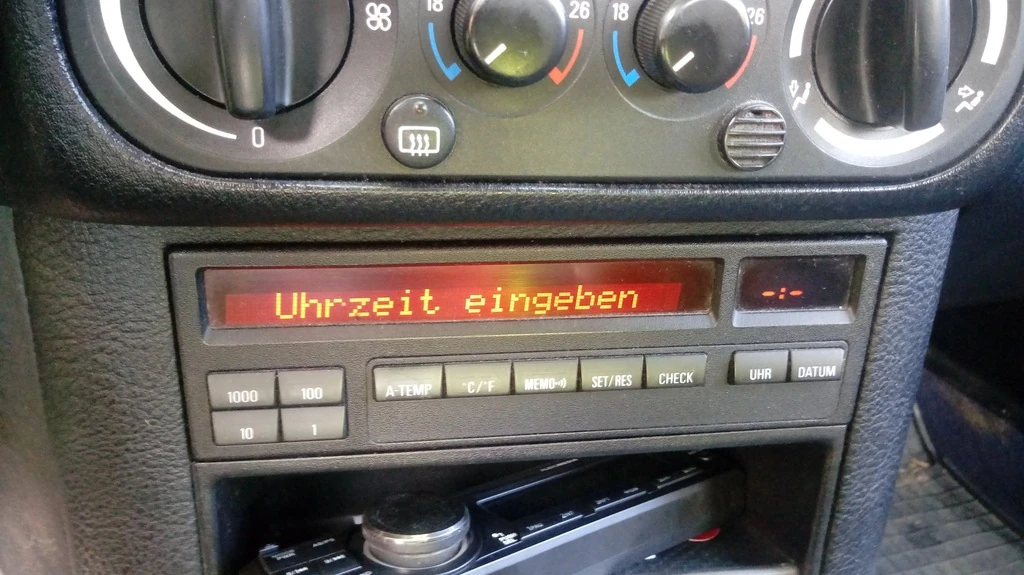 18 26 18 26
0
Uhrzeit eingeben
-:-
1000 100
10 1
A-TEMP °C/°F MEMO SET/RES CHECK
UHR DATUM